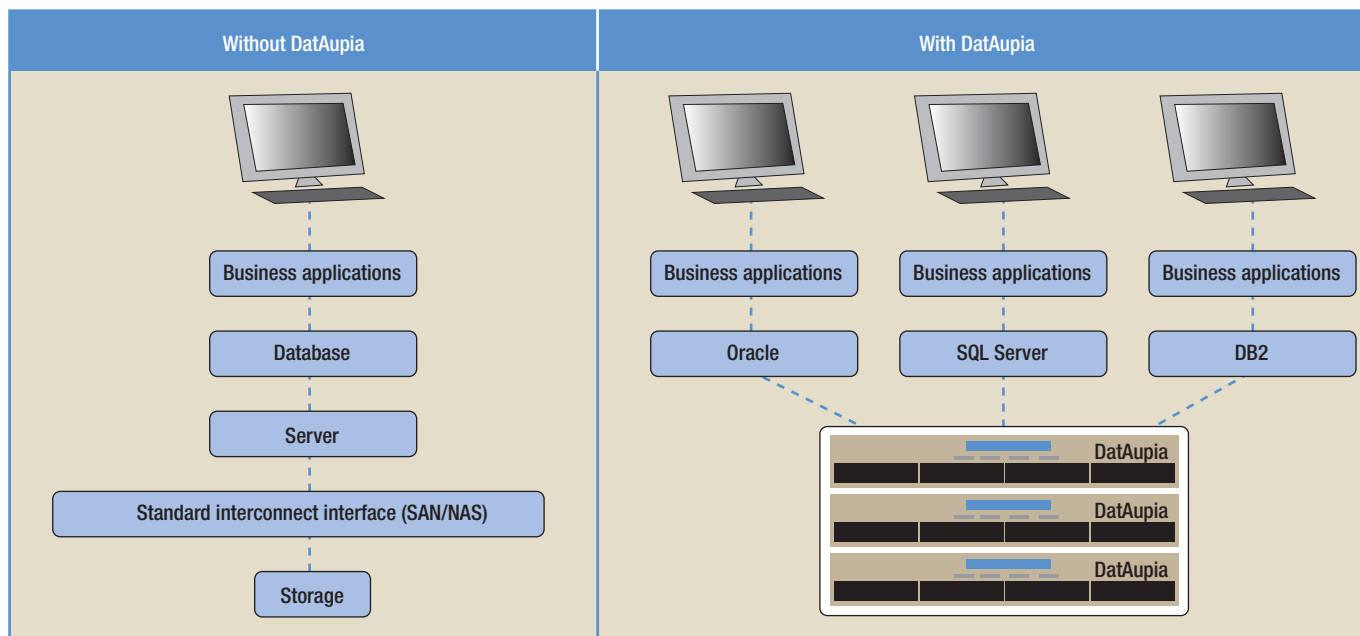 Without DatAupia
With DatAupia
Business applications
Database
Server
Standard interconnect interface (SAN/NAS)
Storage
Business applications
Business applications
Business applications
Oracle
SQL Server
DB2
DatAupia
DatAupia
DatAupia